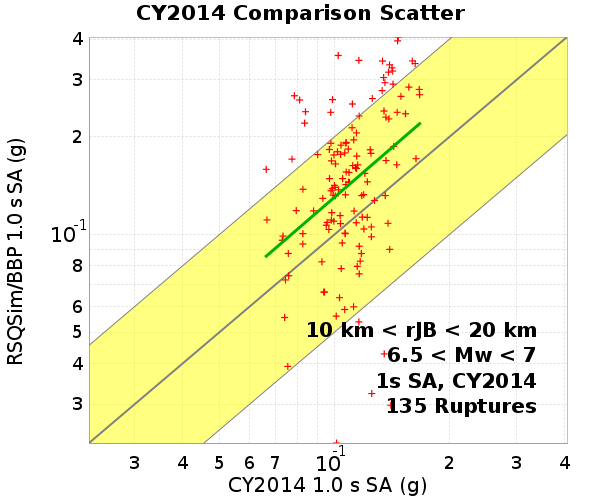 CY2014 Comparison Scatter
RSQSim/BBP 1.0 s SA (g)
4
3
2
10-1
8
6
5
4
3
10 km < rJB < 20 km
6.5 < Mw < 7
1s SA, CY2014
135 Ruptures
3 4 5 6 7 10-1 2 3 4
CY2014 1.0 s SA (g)